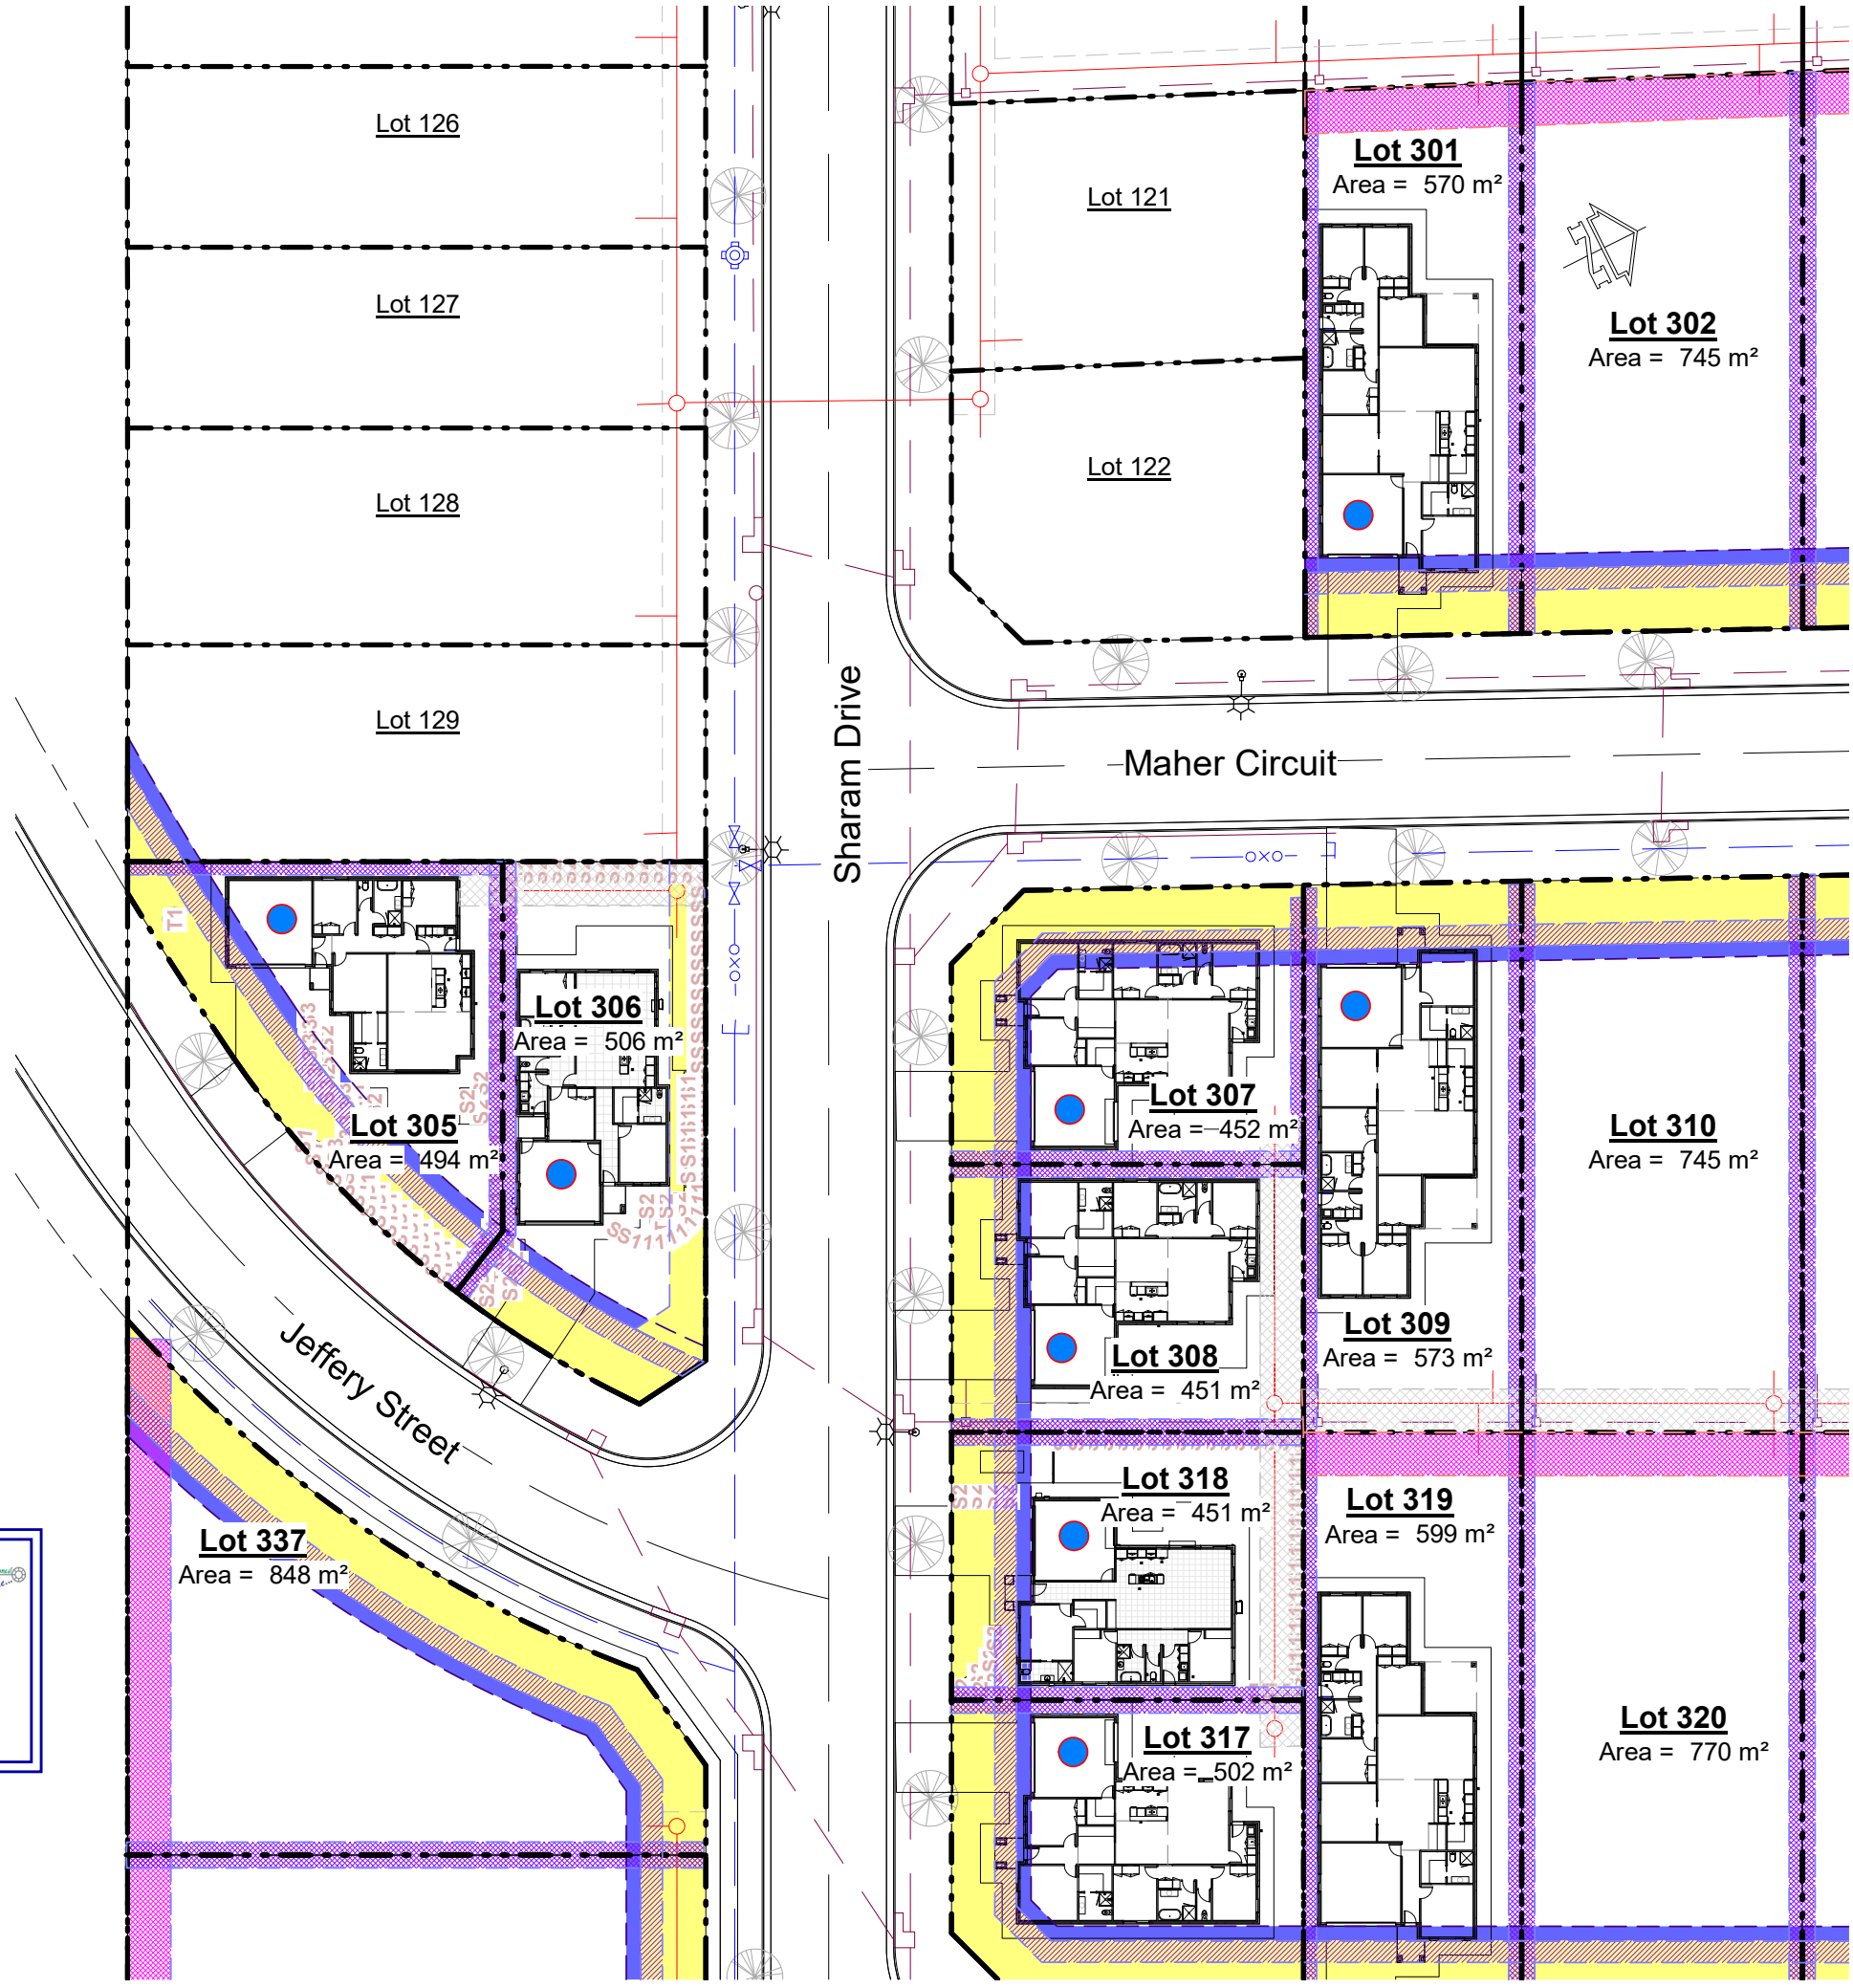 Lot 126
Lot 301
Area = 570 m²
Lot 121
Lot 127
Lot 302
Area = 745 m²
Lot 122
Lot 128
Lot 129
Sharam Drive
Maher Circuit
T1
Lot 306
Area = 506 m²
Lot 305
Area = 494 m²
Lot 307
Area = 452 m²
Lot 310
Area = 745 m²
Lot 309
Area = 573 m²
Lot 308
Area = 451 m²
Jeffery Street
Lot 318
Area = 451 m²
Lot 319
Area = 599 m²
Lot 337
Area = 848 m²
Lot 317
Area = 502 m²
Lot 320
Area = 770 m²